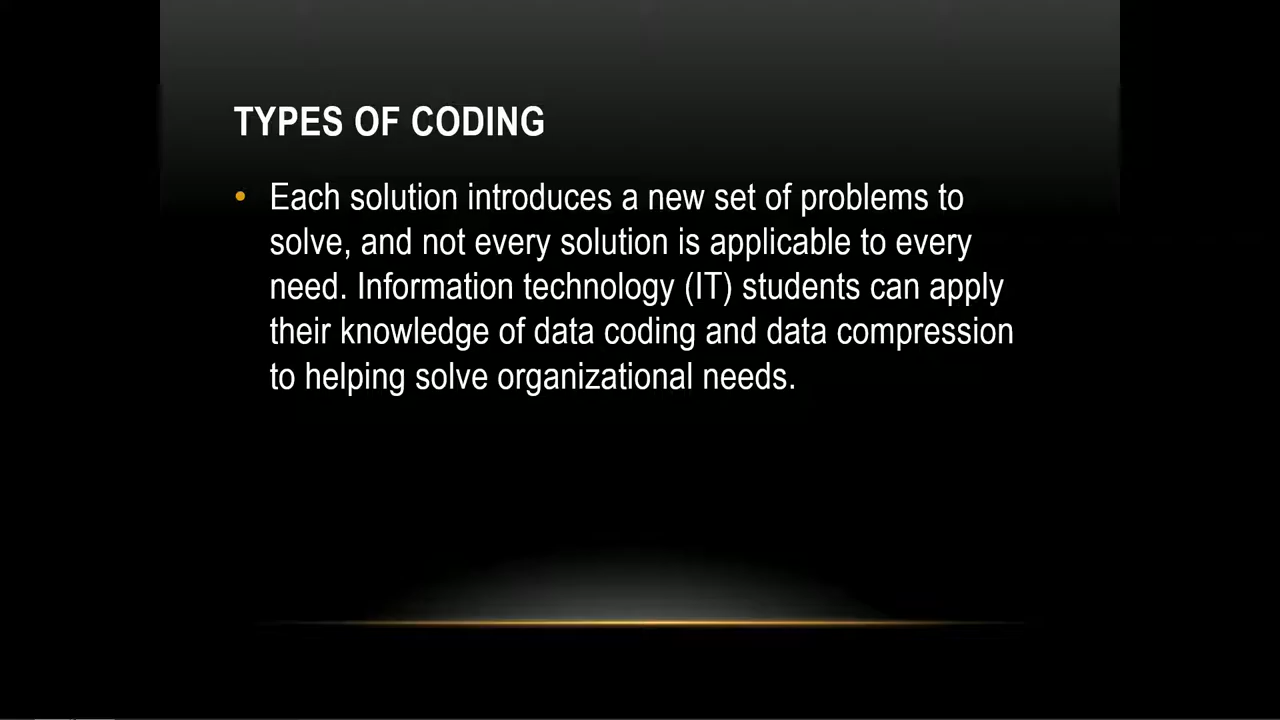 TYPES OF CODING
• Each solution introduces a new set of problems to
solve, and not every solution is applicable to every
need. Information technology (IT) students can apply
their knowledge of data coding and data compression
to helping solve organizational needs.